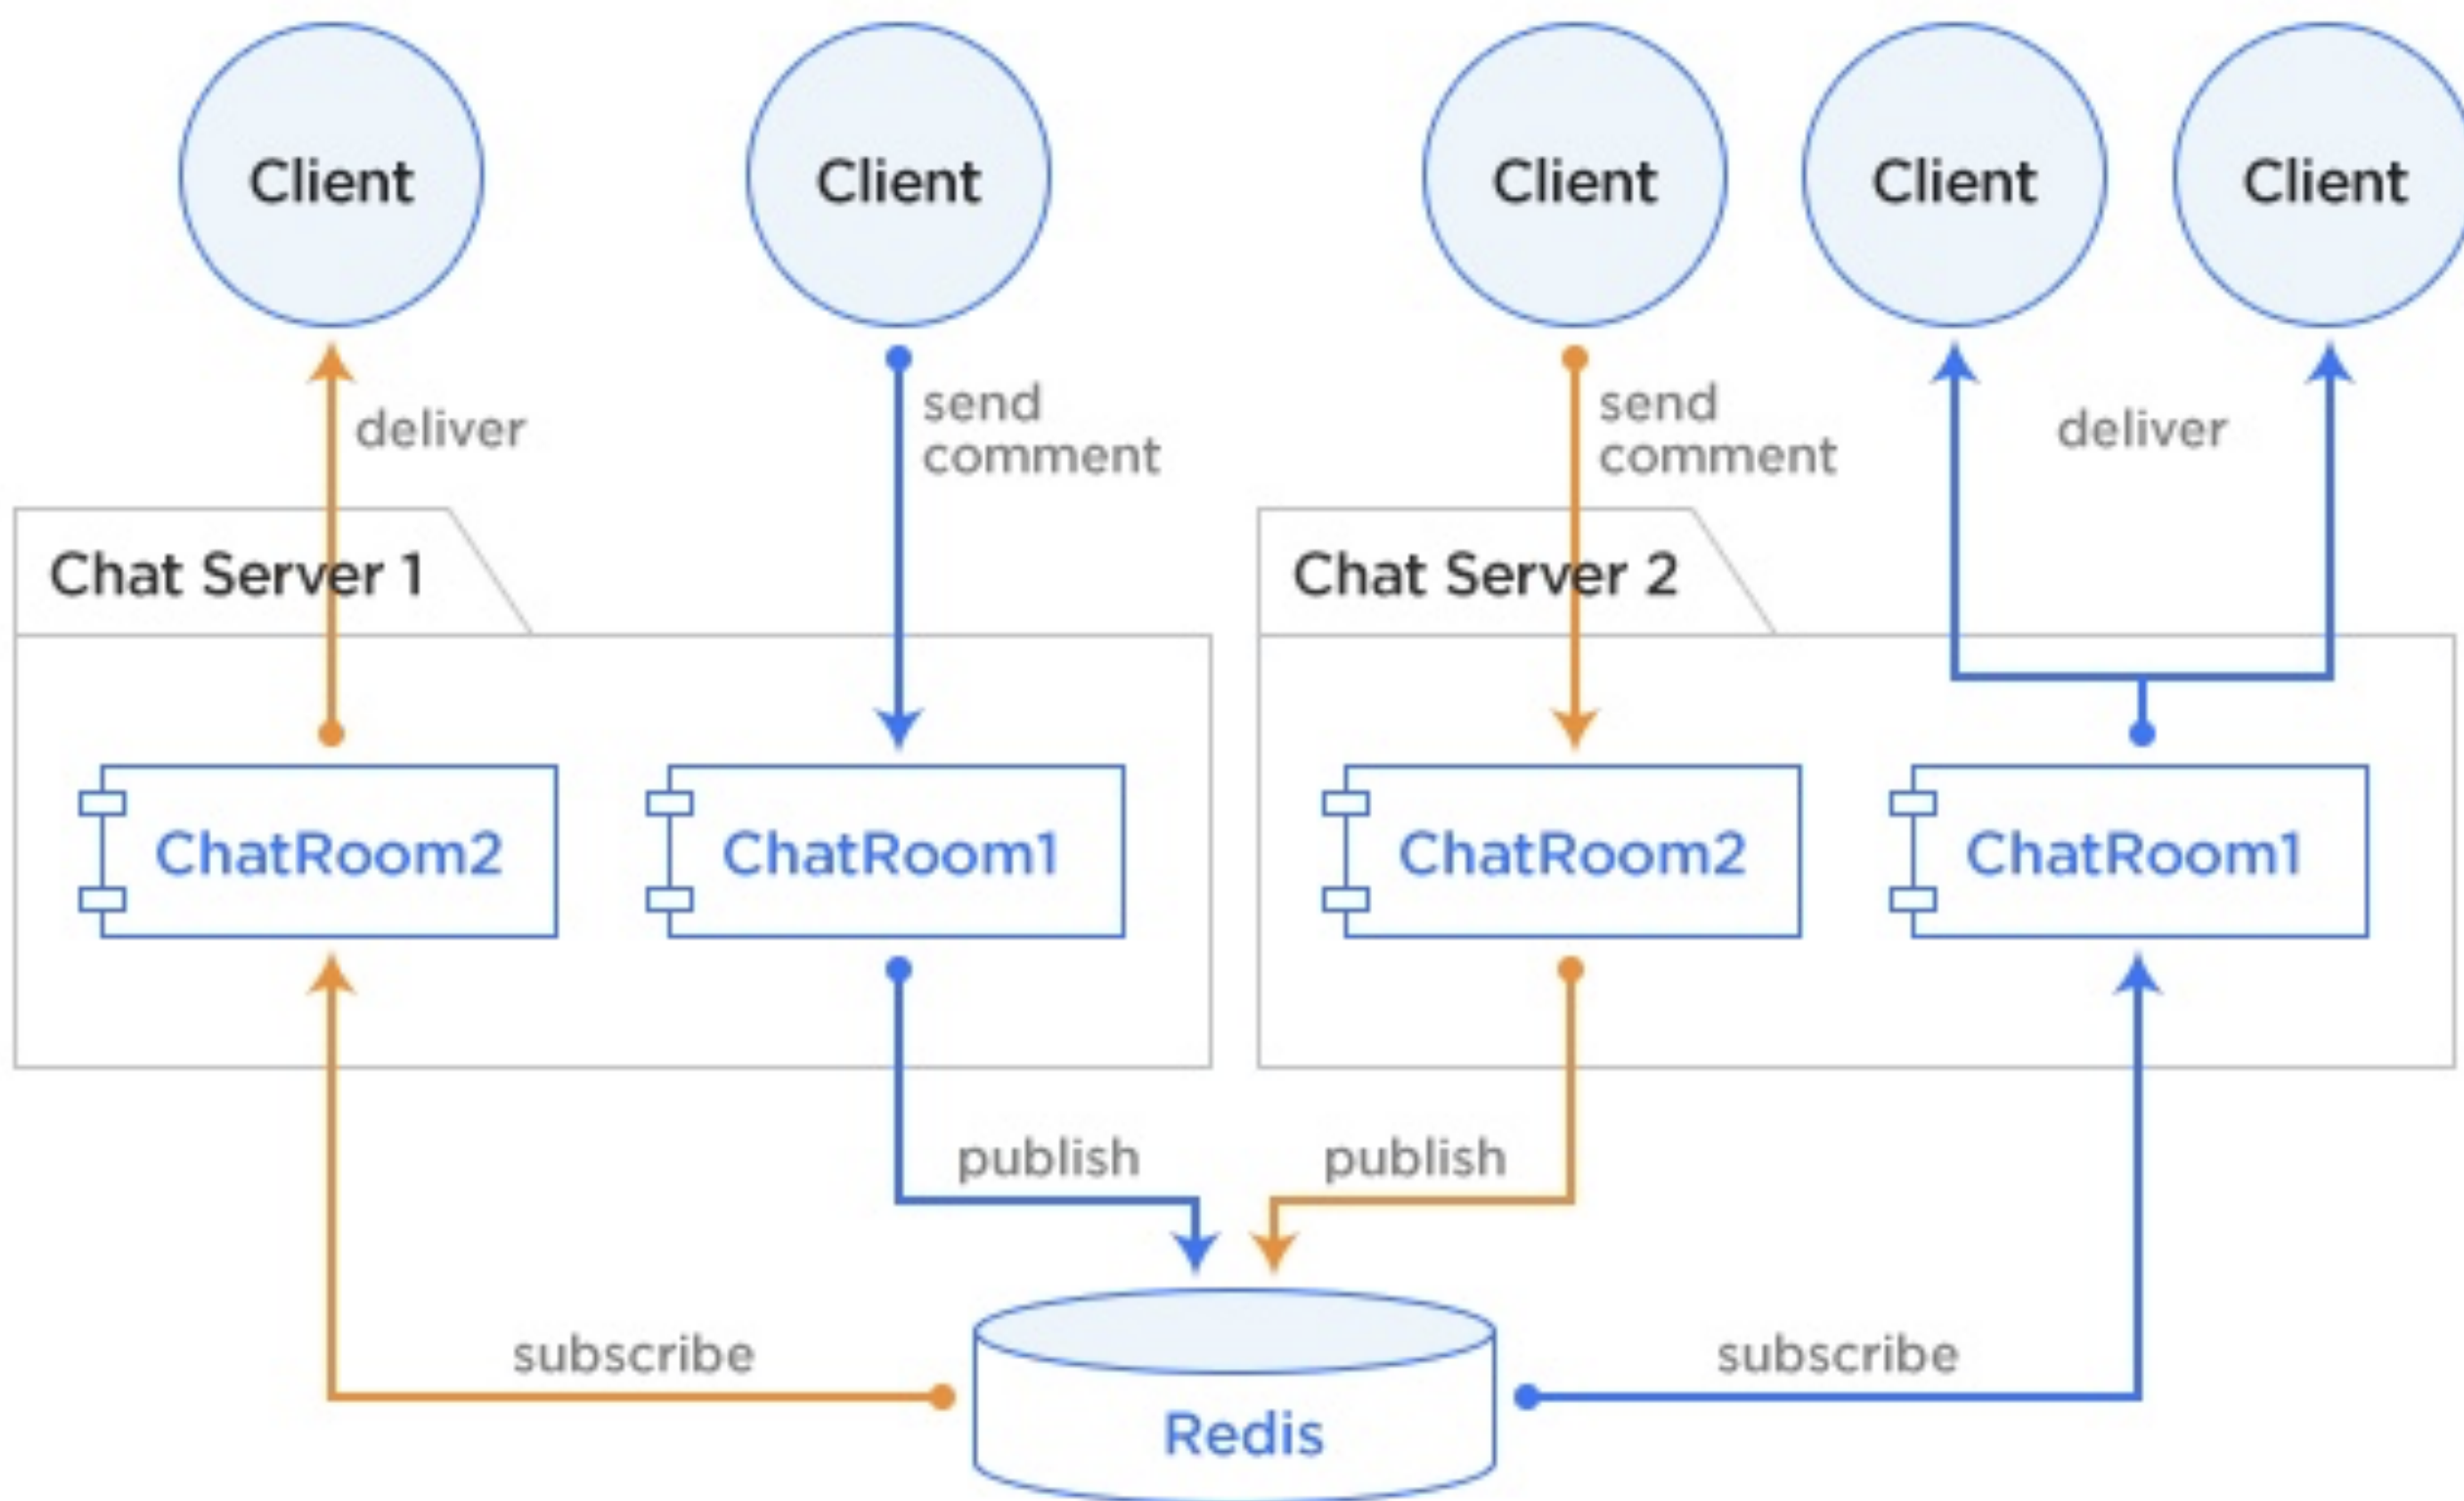 Client
Client
Client
Client
Client
deliver
send
comment
send
comment
deliver
Chat Server 1
Chat Server 2
ChatRoom2
ChatRoom1
ChatRoom2
ChatRoom1
publish
publish
subscribe
subscribe
Redis